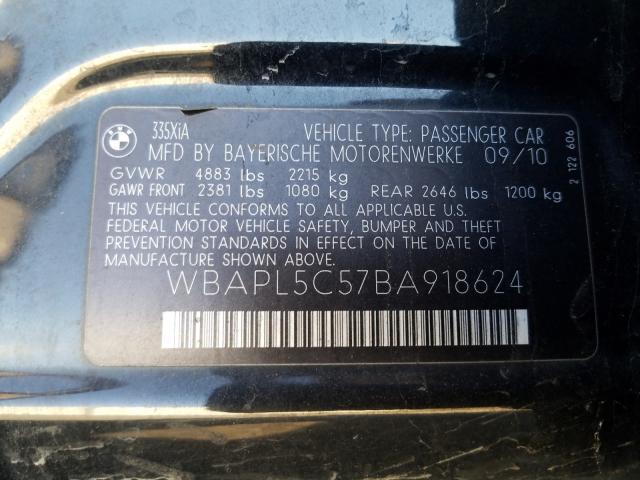 335XiA VEHICLE TYPE: PASSENGER CAR
MFD BY BAYERISCHE MOTORENWERKE 09/10
GVWR 4883 lbs 2215 kg
GAWR FRONT 2381 lbs 1080 kg REAR 2646 lbs 1200 kg
THIS VEHICLE CONFORMS TO ALL APPLICABLE U.S.
FEDERAL MOTOR VEHICLE SAFETY, BUMPER AND THEFT
PREVENTION STANDARDS IN EFFECT ON THE DATE OF
MANUFACTURE SHOWN ABOVE.
WBAPL5C57BA918624
2 122 606
BMW